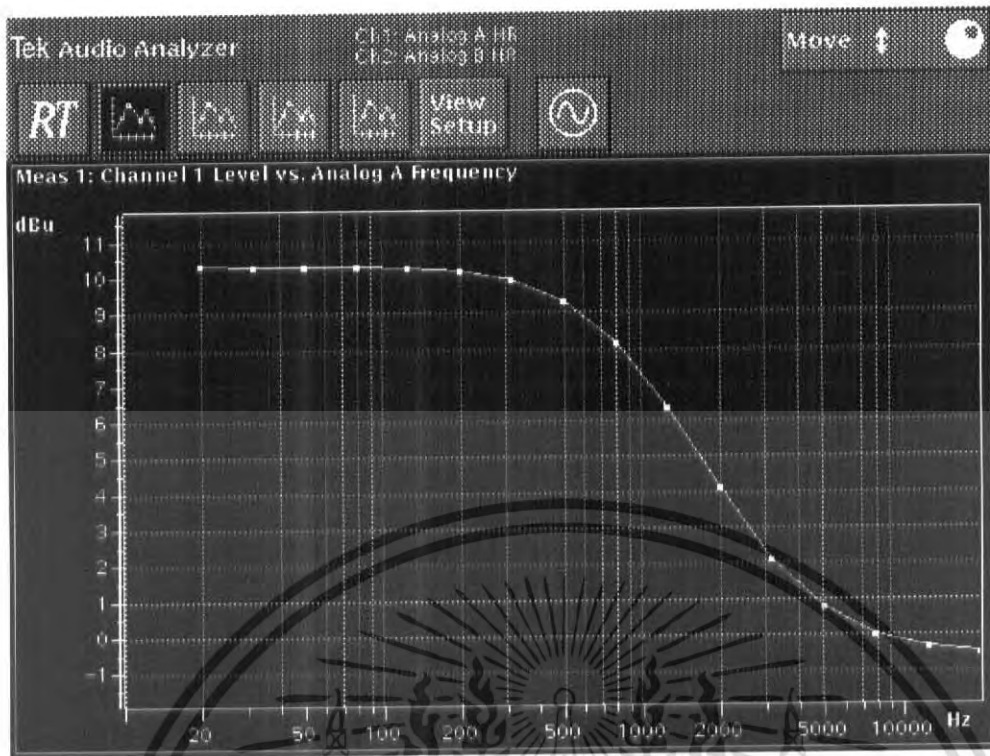 Tek Audio Analyzer
Ch1: Analog A HR
Ch2: Analog B HR
Move
RT
View
Setup
Meas 1: Channel 1 Level vs. Analog A Frequency
dBu
11
10
9
8
7
6
5
4
3
2
1
0
-1
20
50
100
200
500
1000
2000
5000
10000
Hz